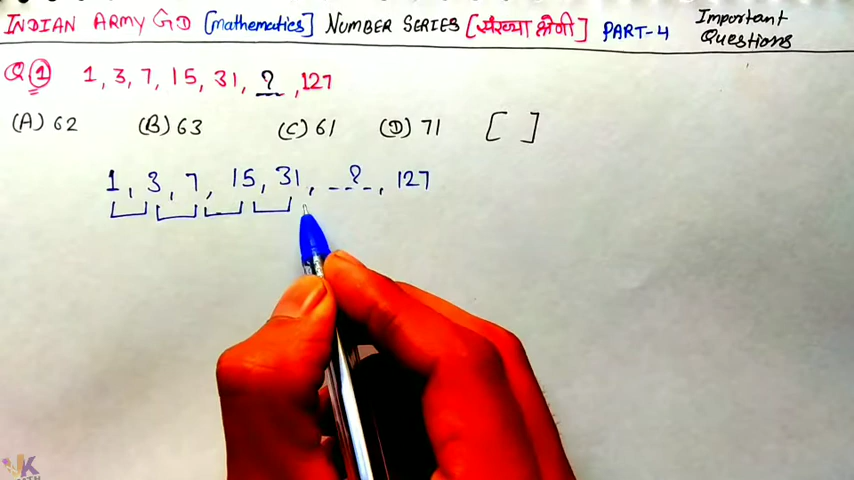 INDIAN ARMY GD [mathematics] NUMBER SERIES [संख्या श्रेणी] PART-4 Important Questions
Q① 1, 3, 7, 15, 31, ?, 127
(A) 62 (B) 63 (C) 61 (D) 71 [ ]
1, 3, 7, 15, 31, _ _?_ _, 127